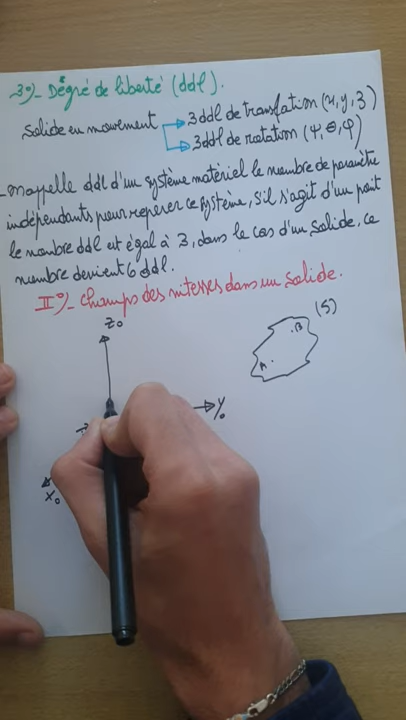 3°)- Dégré de liberté (ddl).
Solide en mouvement → 3 ddl de translation (x, y, z)
→ 3 ddl de rotation (Ψ, θ, φ)
- on appelle ddl d'un système matériel le nombre de paramètre
indépendants pour reperer ce système, s'il s'agit d'un point
le nombre ddl est égal à 3, dans le cas d'un Solide, ce
nombre devient 6 ddl.
II°)- Champs des vitesses dans un Solide.
Z₀
(S)
B
A
Y₀
X₀